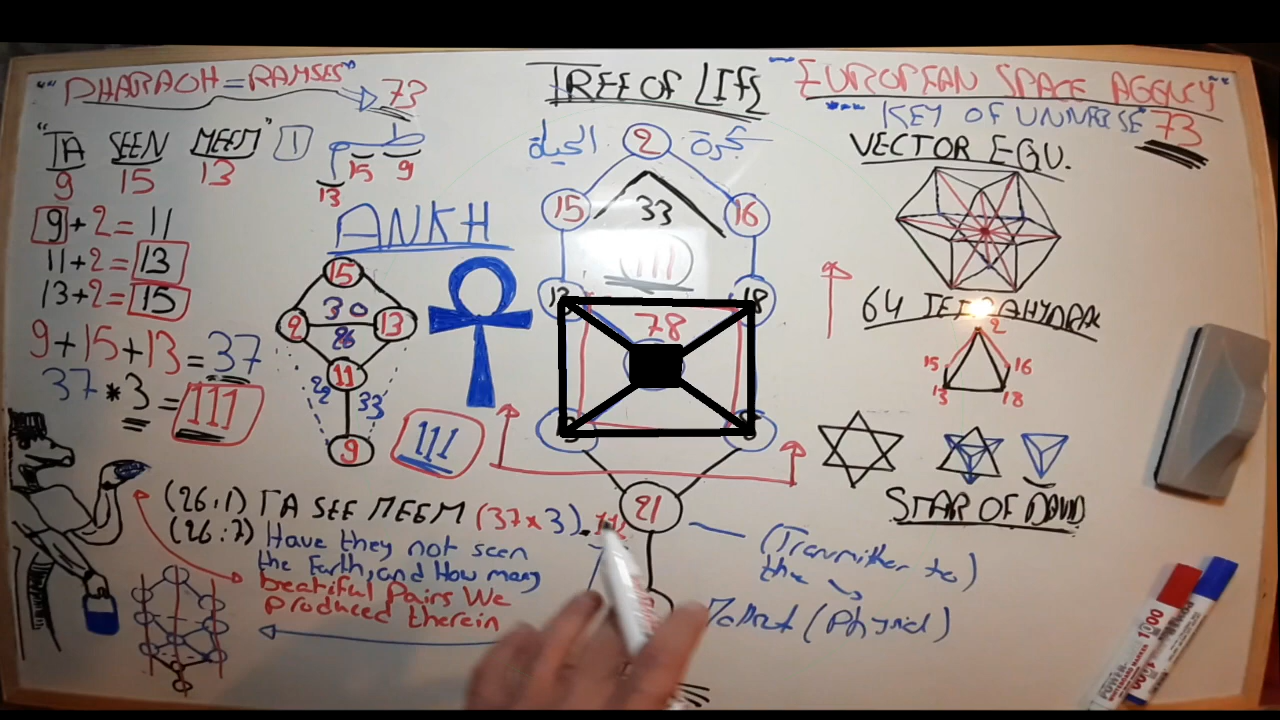 "PHARAOH = RAMSES"
73
"TA SEEN MEEM" 1
9 15 13
13 15 9
9+2= 11
11+2= 13
13+2= 15
9+15+13=37
37*3=
111
ANKH
15
30
9 13
26
11
22 33
9
111
TREE OF LIFE
الحياة
2
15 16
33
111
13 18
78
21
"EUROPEAN SPACE AGENCY"
KEY OF UNIVERSE" 73
VECTOR EQU.
64
2
15 16
13 18
STAR OF DAVID
(26:1) TA SEE MEEM (37x3)
(26:7) Have they not seen
the Earth, and How many
beatiful Pairs We
Produced therein
(Transmitter to)
the
(Physical)
1000